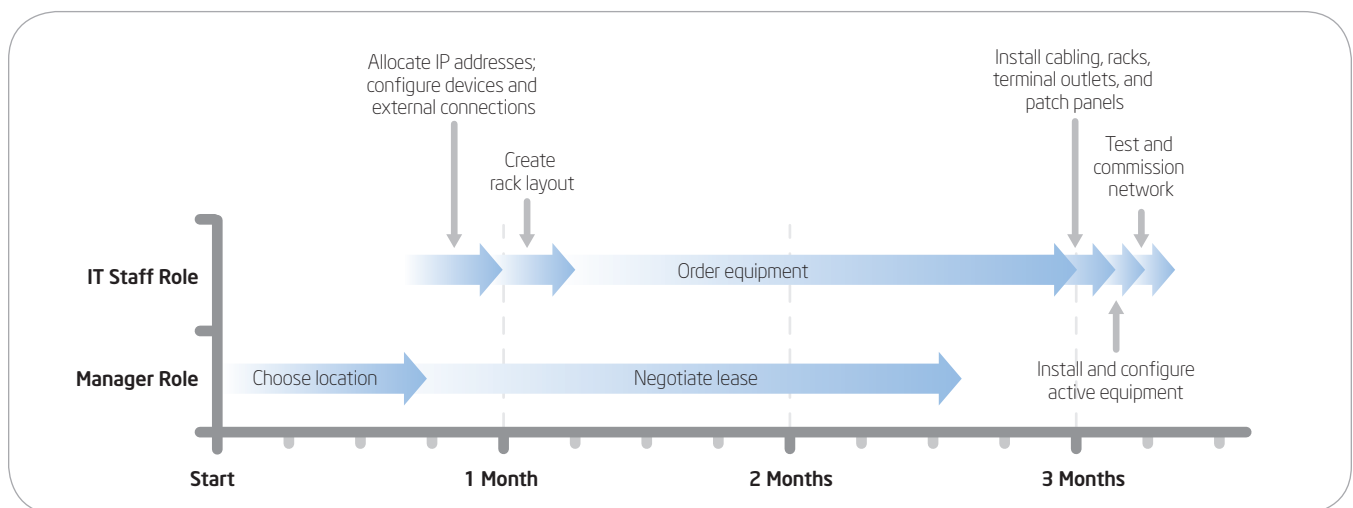 Allocate IP addresses;
configure devices and
external connections
Create
rack layout
Install cabling, racks,
terminal outlets, and
patch panels
Test and
commission
network
IT Staff Role
Order equipment
Manager Role
Choose location
Negotiate lease
Install and configure
active equipment
Start
1 Month
2 Months
3 Months